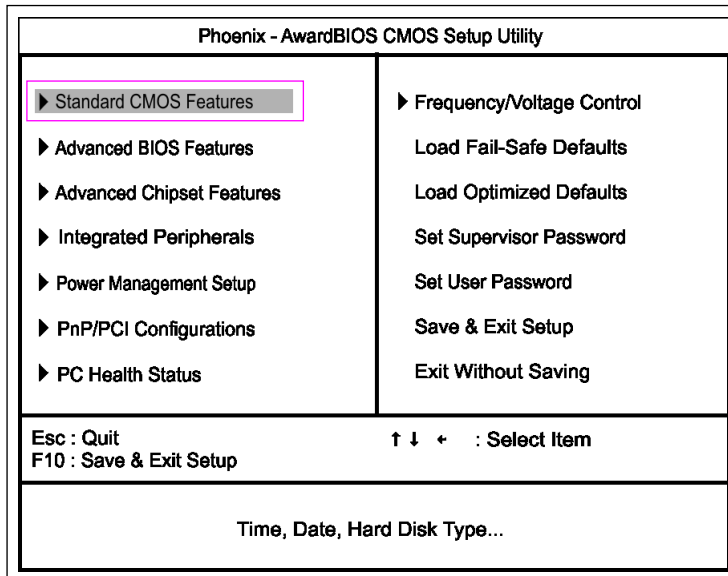 Phoenix - AwardBIOS CMOS Setup Utility
▶ Standard CMOS Features
▶ Advanced BIOS Features
▶ Advanced Chipset Features
▶ Integrated Peripherals
▶ Power Management Setup
▶ PnP/PCI Configurations
▶ PC Health Status
▶ Frequency/Voltage Control
Load Fail-Safe Defaults
Load Optimized Defaults
Set Supervisor Password
Set User Password
Save & Exit Setup
Exit Without Saving
Esc : Quit
F10 : Save & Exit Setup
↑ ↓ ← : Select Item
Time, Date, Hard Disk Type...